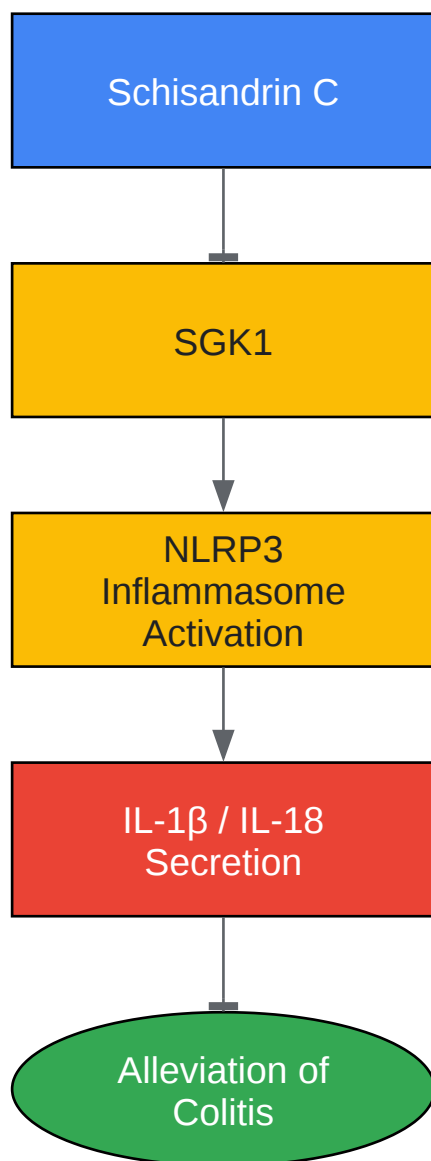 Schisandrin C
SGK1
NLRP3
Inflammasome
Activation
IL-1β / IL-18
Secretion
Alleviation of
Colitis